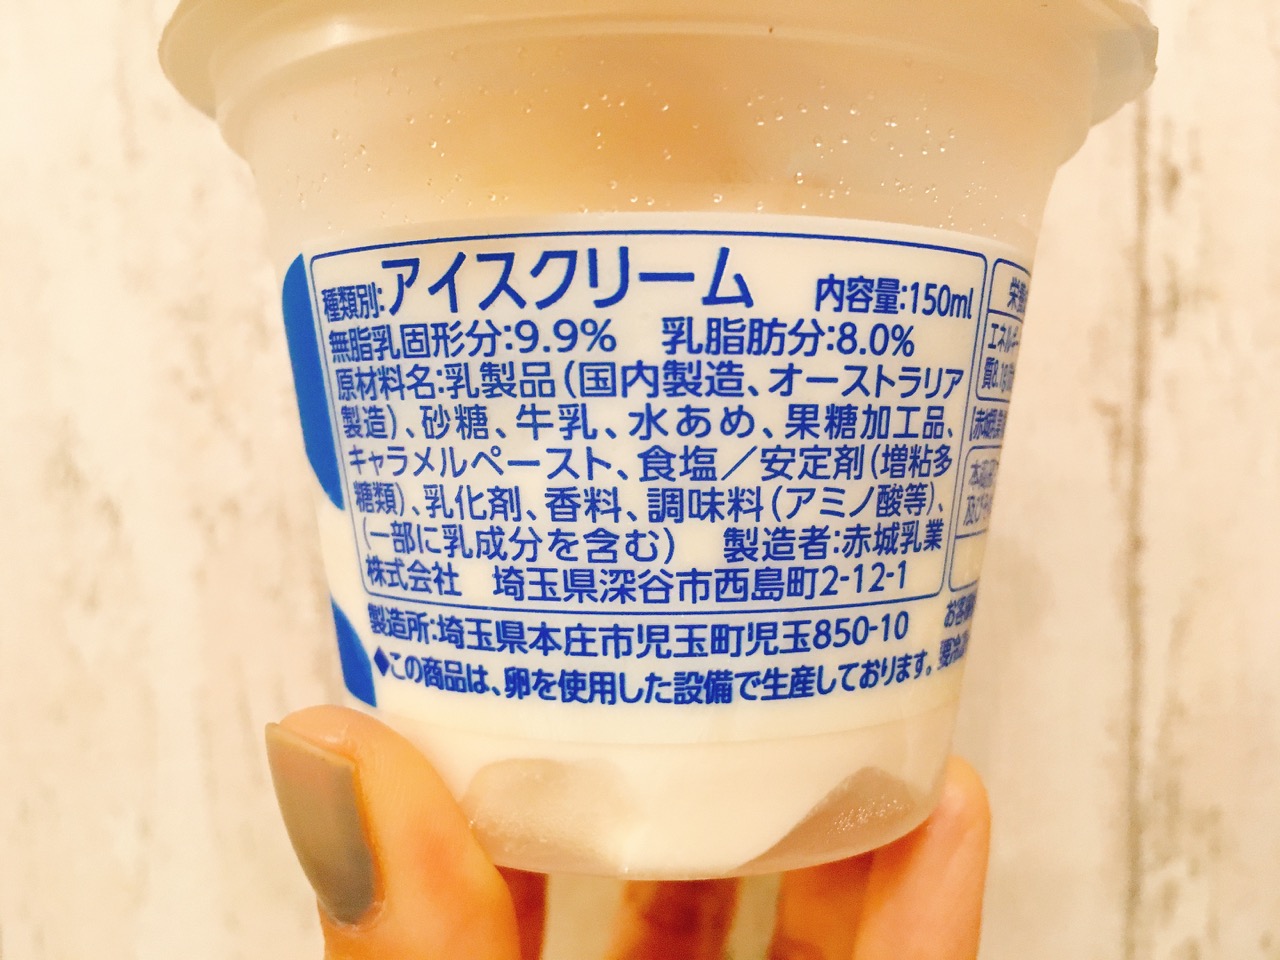 種類別:アイスクリーム 内容量:150ml
無脂乳固形分:9.9% 乳脂肪分:8.0%
原材料名:乳製品(国内製造、オーストラリア
製造)、砂糖、牛乳、水あめ、果糖加工品、
キャラメルペースト、食塩/安定剤(増粘多
糖類)、乳化剤、香料、調味料(アミノ酸等)、
(一部に乳成分を含む) 製造者:赤城乳業
株式会社 埼玉県深谷市西島町2-12-1
製造所:埼玉県本庄市児玉町児玉850-10
◆この商品は、卵を使用した設備で生産しております。
エネルギー